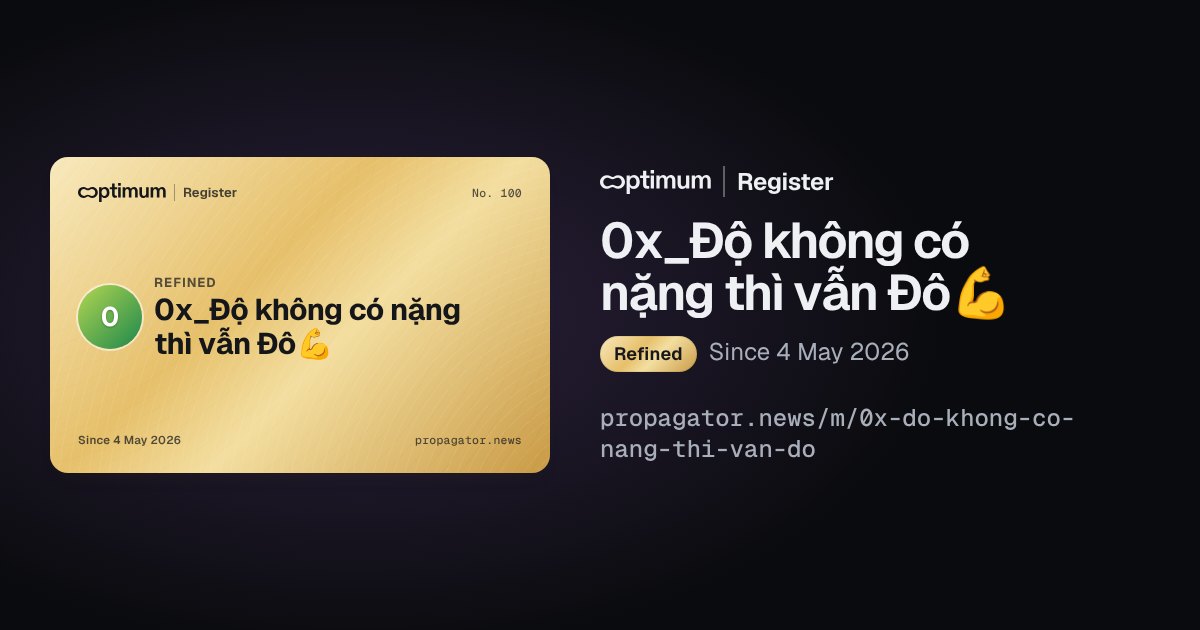 optimum | Register
No. 100
REFINED
0
0x_Độ không có nặng
thì vẫn Đô💪
Since 4 May 2026
propagator.news
optimum | Register
0x_Độ không có
nặng thì vẫn Đô💪
Refined
Since 4 May 2026
propagator.news/m/0x-do-khong-co-
nang-thi-van-do